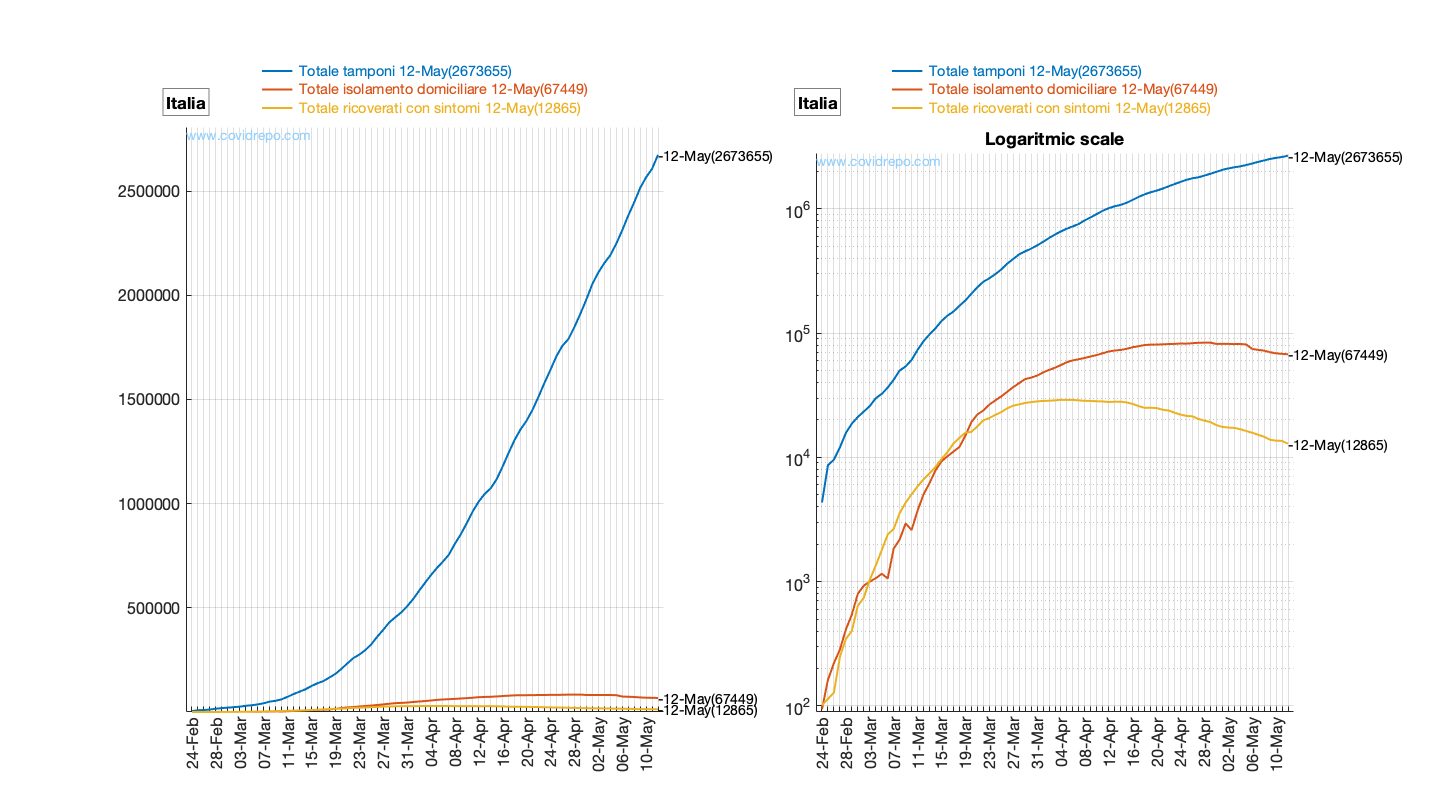 Totale tamponi 12-May(2673655)
Totale isolamento domiciliare 12-May(67449)
Totale ricoverati con sintomi 12-May(12865)
Italia
www.covidrepo.com
12-May(2673655)
2500000
2000000
1500000
1000000
500000
12-May(67449)
12-May(12865)
24-Feb
28-Feb
03-Mar
07-Mar
11-Mar
15-Mar
19-Mar
23-Mar
27-Mar
31-Mar
04-Apr
08-Apr
12-Apr
16-Apr
20-Apr
24-Apr
28-Apr
02-May
06-May
10-May
Totale tamponi 12-May(2673655)
Totale isolamento domiciliare 12-May(67449)
Totale ricoverati con sintomi 12-May(12865)
Italia
Logaritmic scale
www.covidrepo.com
12-May(2673655)
10^6
10^5
12-May(67449)
12-May(12865)
10^4
10^3
10^2
24-Feb
28-Feb
03-Mar
07-Mar
11-Mar
15-Mar
19-Mar
23-Mar
27-Mar
31-Mar
04-Apr
08-Apr
12-Apr
16-Apr
20-Apr
24-Apr
28-Apr
02-May
06-May
10-May